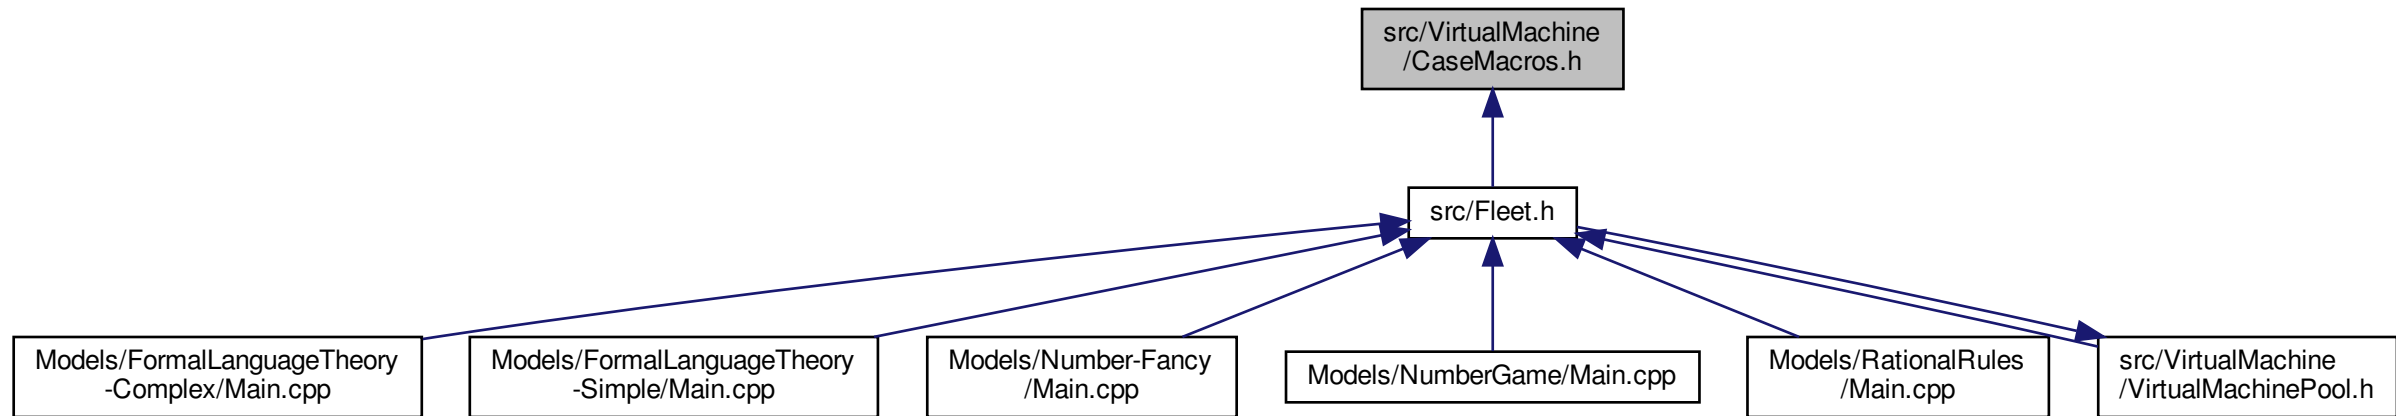 src/VirtualMachine
/CaseMacros.h
src/Fleet.h
Models/FormalLanguageTheory
-Complex/Main.cpp
Models/FormalLanguageTheory
-Simple/Main.cpp
Models/Number-Fancy
/Main.cpp
Models/NumberGame/Main.cpp
Models/RationalRules
/Main.cpp
src/VirtualMachine
/VirtualMachinePool.h